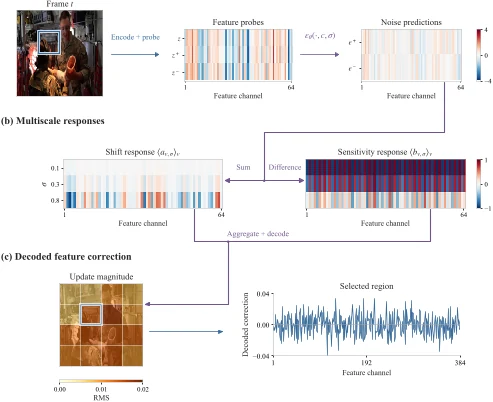 Frame t
Feature probes
Noise predictions
Encode + probe
z
z⁺
z⁻
ε_θ(·, c, σ)
ε⁺
ε⁻
4
0
−4
1
64
Feature channel
1
64
Feature channel
(b) Multiscale responses
Shift response ⟨a_{v,σ}⟩_v
Sum
Difference
Sensitivity response ⟨b_{v,σ}⟩_v
σ
0.1
0.3
0.8
1
0
−1
1
64
Feature channel
1
64
Feature channel
Aggregate + decode
(c) Decoded feature correction
Update magnitude
Selected region
Decoded correction
0.04
0.00
−0.04
1
192
384
Feature channel
0.00
0.01
0.02
RMS